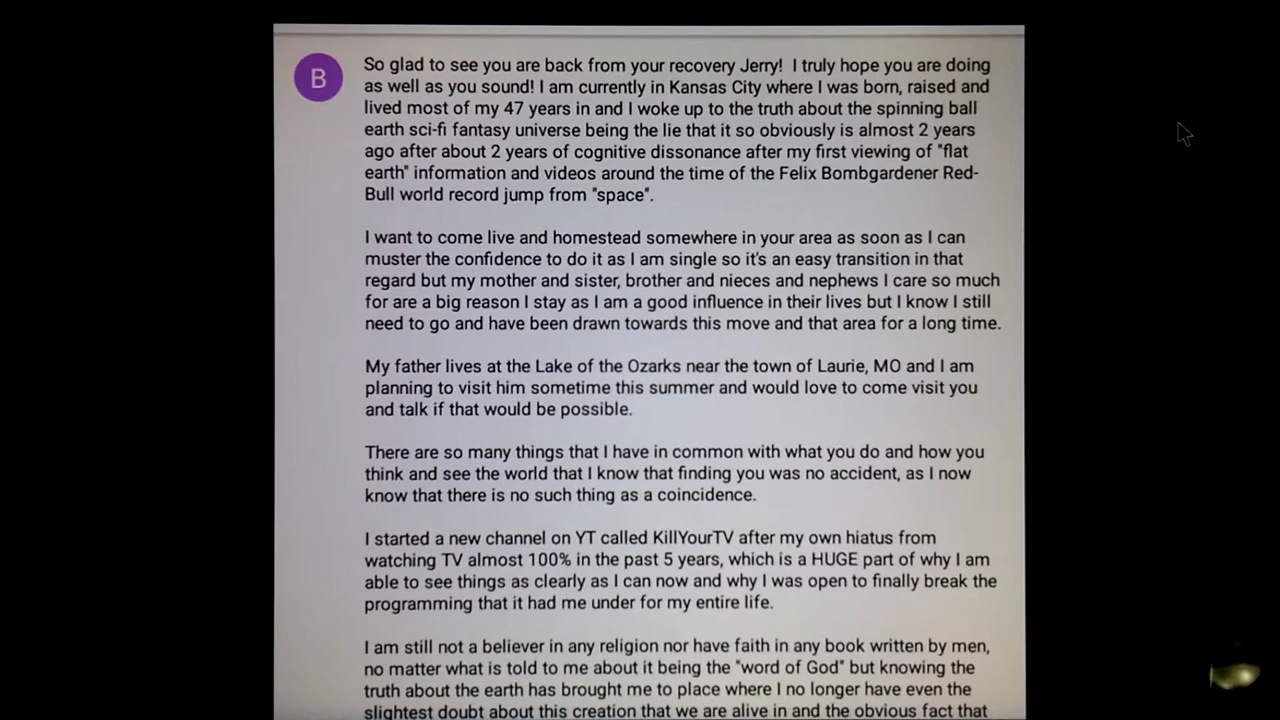 B
So glad to see you are back from your recovery Jerry! I truly hope you are doing
as well as you sound! I am currently in Kansas City where I was born, raised and
lived most of my 47 years in and I woke up to the truth about the spinning ball
earth sci-fi fantasy universe being the lie that it so obviously is almost 2 years
ago after about 2 years of cognitive dissonance after my first viewing of "flat
earth" information and videos around the time of the Felix Bombgardener Red-
Bull world record jump from "space".
I want to come live and homestead somewhere in your area as soon as I can
muster the confidence to do it as I am single so it's an easy transition in that
regard but my mother and sister, brother and nieces and nephews I care so much
for are a big reason I stay as I am a good influence in their lives but I know I still
need to go and have been drawn towards this move and that area for a long time.
My father lives at the Lake of the Ozarks near the town of Laurie, MO and I am
planning to visit him sometime this summer and would love to come visit you
and talk if that would be possible.
There are so many things that I have in common with what you do and how you
think and see the world that I know that finding you was no accident, as I now
know that there is no such thing as a coincidence.
I started a new channel on YT called KillYourTV after my own hiatus from
watching TV almost 100% in the past 5 years, which is a HUGE part of why I am
able to see things as clearly as I can now and why I was open to finally break the
programming that it had me under for my entire life.
I am still not a believer in any religion nor have faith in any book written by men,
no matter what is told to me about it being the "word of God" but knowing the
truth about the earth has brought me to place where I no longer have even the
slightest doubt about this creation that we are alive in and the obvious fact that